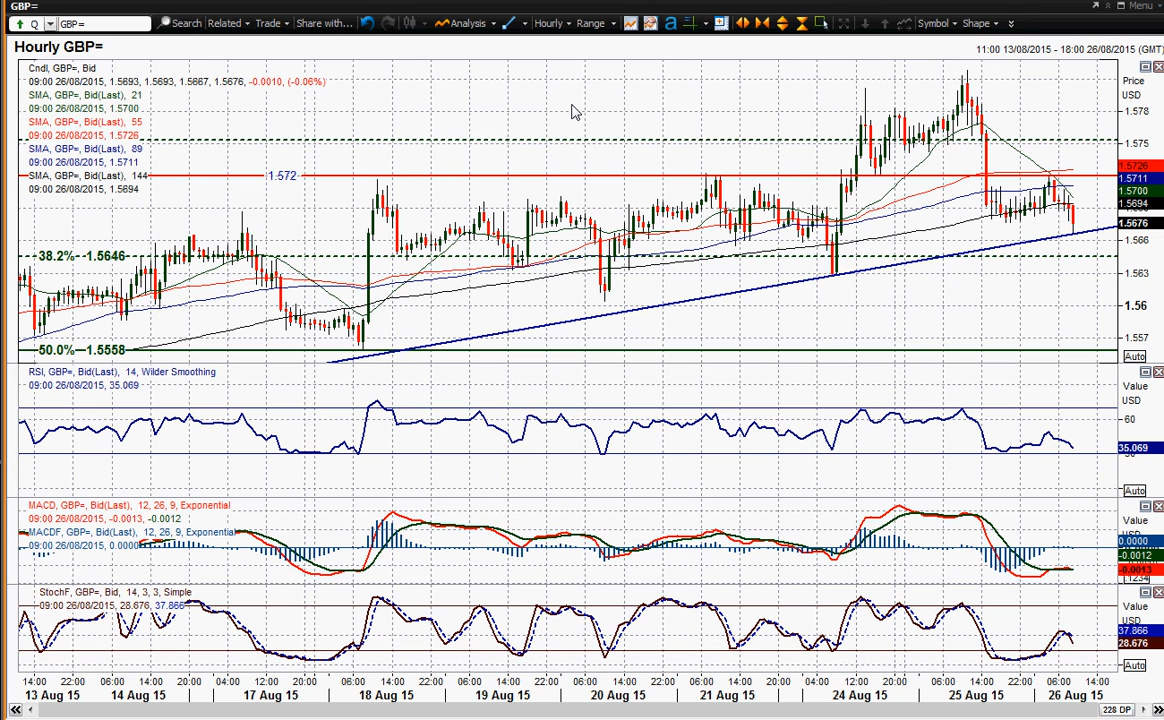 GBP=
Menu
Q GBP= Search Related Trade Share with... Analysis Hourly Range a Symbol Shape
Hourly GBP=
11:00 13/08/2015 - 18:00 26/08/2015 (GMT)
Cndl, GBP=, Bid
09:00 26/08/2015, 1.5693, 1.5693, 1.5667, 1.5676, -0.0010, (-0.06%)
SMA, GBP=, Bid(Last), 21
09:00 26/08/2015, 1.5700
SMA, GBP=, Bid(Last), 55
09:00 26/08/2015, 1.5726
SMA, GBP=, Bid(Last), 89
09:00 26/08/2015, 1.5711
SMA, GBP=, Bid(Last), 144
09:00 26/08/2015, 1.5694
1.572
38.2% -1.5646
50.0% -1.5558
Price
USD
1.578
1.575
1.5726
1.5711
1.5700
1.5694
1.5676
1.566
1.563
1.56
1.557
Auto
RSI, GBP=, Bid(Last), 14, Wilder Smoothing
09:00 26/08/2015, 35.069
Value
USD
60
35.069
30
Auto
MACD, GBP=, Bid(Last), 12, 26, 9, Exponential
09:00 26/08/2015, -0.0013, -0.0012
MACDF, GBP=, Bid(Last), 12, 26, 9, Exponential
09:00 26/08/2015, 0.0000
Value
0.0000
-0.0012
-0.0013
StochF, GBP=, Bid, 14, 3, 3, Simple
09:00 26/08/2015, 28.676, 37.866
Value
USD
37.866
28.676
Auto
14:00 22:00 06:00 14:00 20:00 04:00 12:00 20:00 06:00 14:00 22:00 06:00 14:00 20:00 04:00 12:00 20:00 06:00 14:00 20:00 04:00 12:00 20:00 06:00 14:00 22:00 06:00 14:00
13 Aug 15 14 Aug 15 17 Aug 15 18 Aug 15 19 Aug 15 20 Aug 15 21 Aug 15 24 Aug 15 25 Aug 15 26 Aug 15
228 DP